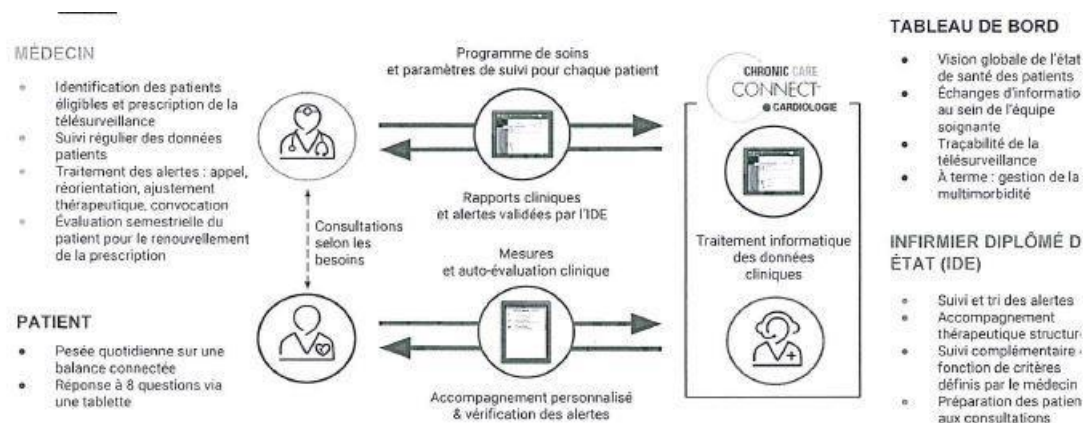 MÉDECIN
Identification des patients
éligibles et prescription de la
télésurveillance
Suivi régulier des données
patients
Traitement des alertes : appel,
réorientation, ajustement
thérapeutique, convocation
Évaluation semestrielle du
patient pour le renouvellement
de la prescription
PATIENT
Pesée quotidienne sur une
balance connectée
Réponse à 8 questions via
une tablette
Programme de soins
et paramètres de suivi pour chaque patient
Rapports cliniques
et alertes validées par l'IDE
Consultations
selon les
besoins
Mesures
et auto-évaluation clinique
Accompagnement personnalisé
& vérification des alertes
CHRONIC CARE
CONNECT
CARDIOLOGIE
Traitement informatique
des données
cliniques
TABLEAU DE BORD
Vision globale de l'état
de santé des patients
Échanges d'informatio
au sein de l'équipe
soignante
Traçabilité de la
télésurveillance
À terme : gestion de la
multimorbidité
INFIRMIER DIPLÔMÉ D
ÉTAT (IDE)
Suivi et tri des alertes
Accompagnement
thérapeutique structur
Suivi complémentaire
fonction de critères
définis par le médecin
Préparation des patien
aux consultations